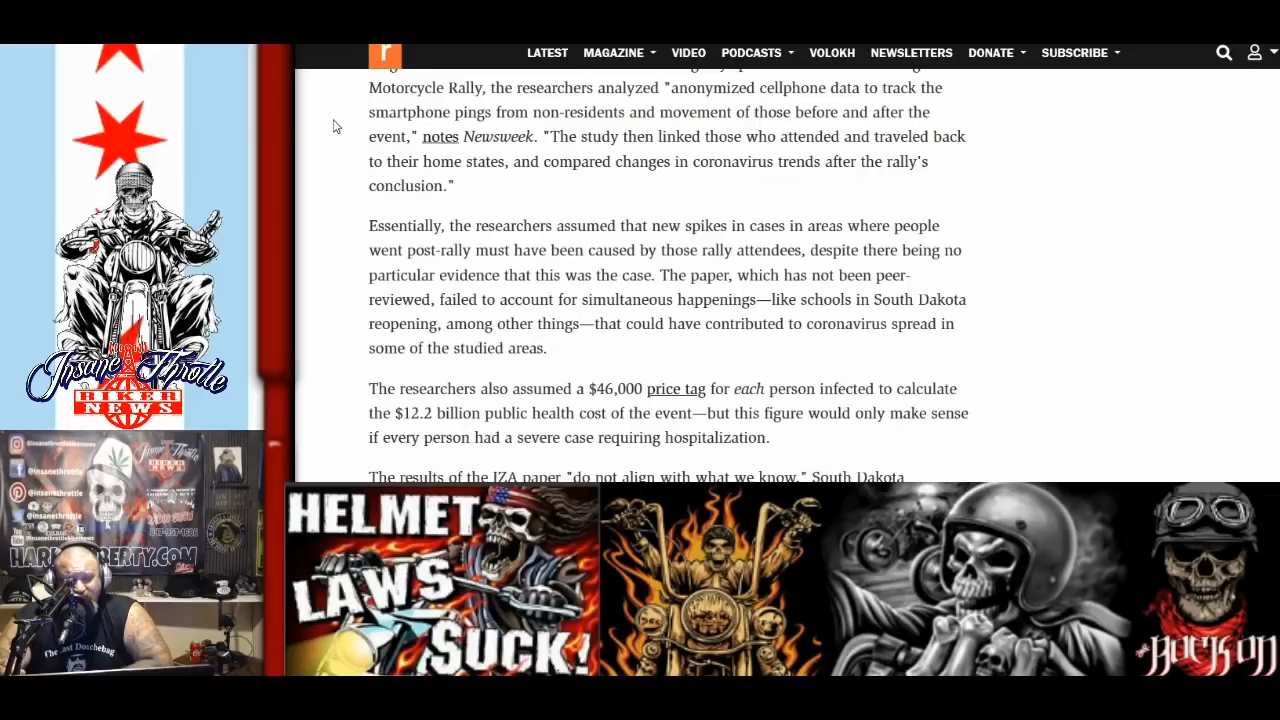 r
LATEST MAGAZINE VIDEO PODCASTS VOLOKH NEWSLETTERS DONATE SUBSCRIBE
Motorcycle Rally, the researchers analyzed "anonymized cellphone data to track the
smartphone pings from non-residents and movement of those before and after the
event," notes Newsweek. "The study then linked those who attended and traveled back
to their home states, and compared changes in coronavirus trends after the rally's
conclusion."
Essentially, the researchers assumed that new spikes in cases in areas where people
went post-rally must have been caused by those rally attendees, despite there being no
particular evidence that this was the case. The paper, which has not been peer-
reviewed, failed to account for simultaneous happenings—like schools in South Dakota
reopening, among other things—that could have contributed to coronavirus spread in
some of the studied areas.
The researchers also assumed a $46,000 price tag for each person infected to calculate
the $12.2 billion public health cost of the event—but this figure would only make sense
if every person had a severe case requiring hospitalization.
The results of the IZA paper "do not align with what we know," South Dakota
Insane Throttle
BIKER
NEWS
@insanethrottlebikernews
@insanethrottle
@insanethrottle
@insanethrottle
@insanethrottlebikernews
The Last Douchebag
HELMET
LAWS
SUCK!
ROCK ON